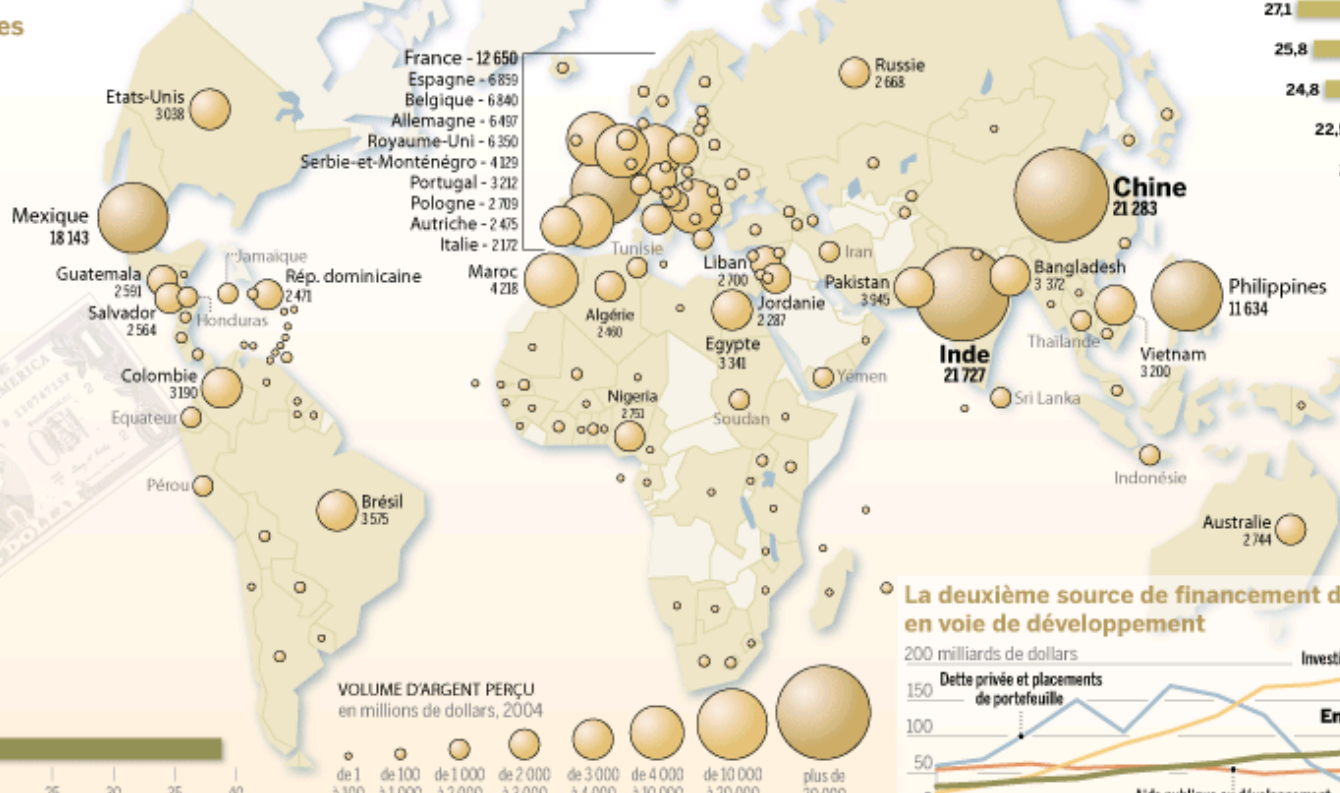 es
27,1
25,8
24,8
France - 12 650
Espagne - 6 859
Belgique - 6 840
Allemagne - 6 497
Royaume-Uni - 6 350
Serbie-et-Monténégro - 4 129
Portugal - 3 212
Pologne - 2 709
Autriche - 2 475
Italie - 2 172
Russie
2 668
Etats-Unis
3 038
Mexique
18 143
Chine
21 283
Jamaïque
Guatemala
2 591
Rép. dominicaine
2 471
Salvador
2 564
Honduras
Tunisie
Maroc
4 218
Algérie
2 460
Liban
2 700
Jordanie
2 287
Egypte
3 341
Iran
Pakistan
3 945
Bangladesh
3 372
Philippines
11 634
Inde
21 727
Thaïlande
Vietnam
3 200
Colombie
3 190
Equateur
Nigeria
2 751
Soudan
Yémen
Sri Lanka
Pérou
Brésil
3 575
Indonésie
Australie
2 744
AMERICA
La deuxième source de financement d
en voie de développement
200 milliards de dollars
Investi
Dette privée et placements
de portefeuille
150
100
50
En
VOLUME D'ARGENT PERÇU
en millions de dollars, 2004
de 1
de 100
de 1 000
de 2 000
de 3 000
de 4 000
de 10 000
plus de